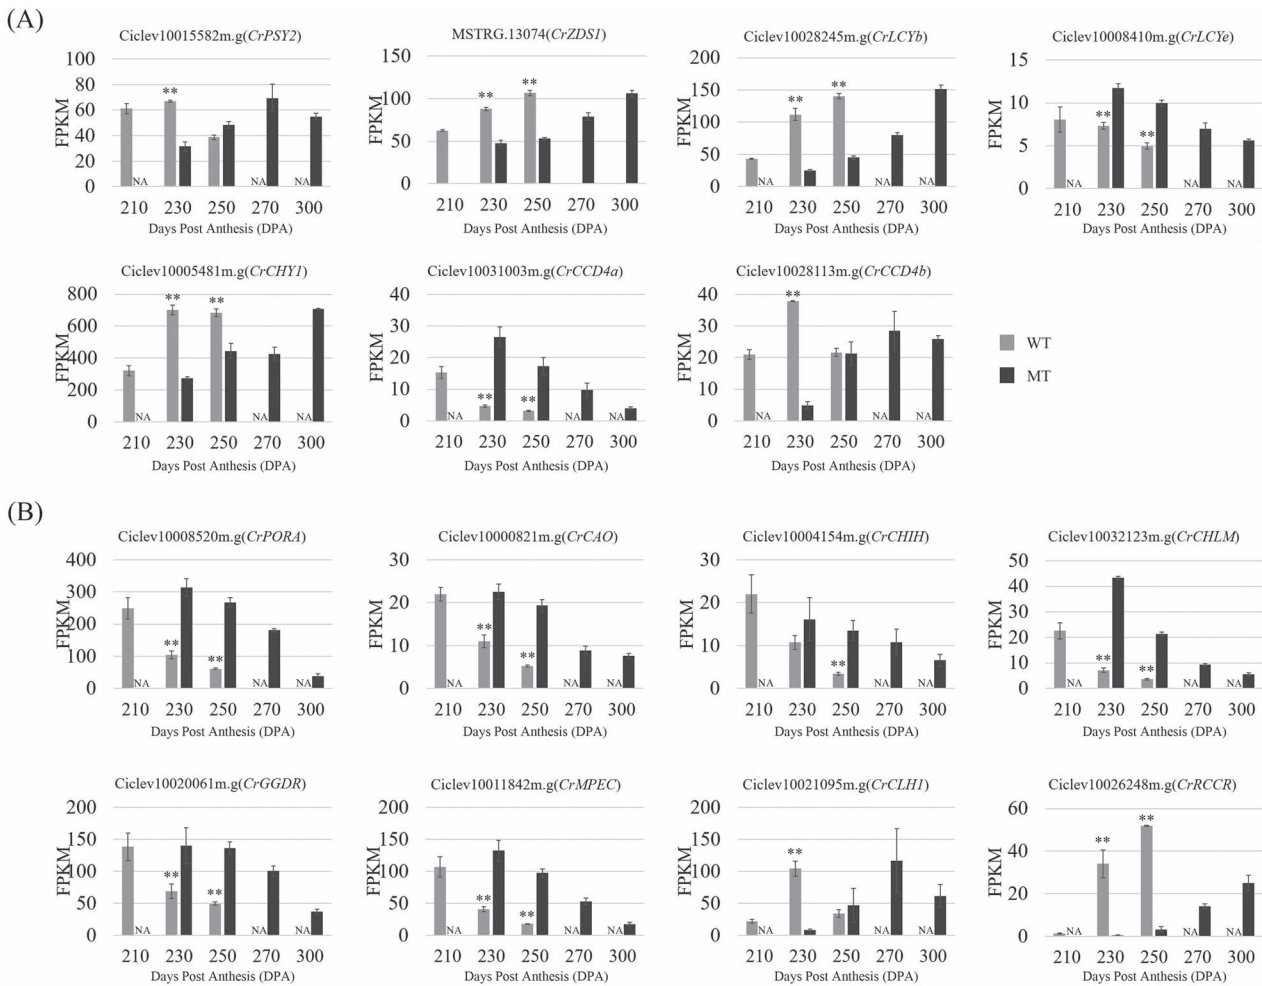 (A)
Ciclev10015582m.g(CrPSY2)
100
80
60
40
20
0
FPKM
**
NA NA NA
210 230 250 270 300
Days Post Anthesis (DPA)
MSTRG.13074(CrZDS1)
150
100
50
0
FPKM
** **
210 230 250 270 300
Days Post Anthesis (DPA)
Ciclev10028245m.g(CrLCYb)
200
150
100
50
0
FPKM
** **
NA NA NA
210 230 250 270 300
Days Post Anthesis (DPA)
Ciclev10008410m.g(CrLCYe)
15
10
5
0
FPKM
** **
NA NA NA
210 230 250 270 300
Days Post Anthesis (DPA)
Ciclev10005481m.g(CrCHY1)
800
600
400
200
0
FPKM
** **
NA NA NA
210 230 250 270 300
Days Post Anthesis (DPA)
Ciclev10031003m.g(CrCCD4a)
40
30
20
10
0
FPKM
** **
NA NA NA
210 230 250 270 300
Days Post Anthesis (DPA)
Ciclev10028113m.g(CrCCD4b)
40
30
20
10
0
FPKM
**
NA NA NA
210 230 250 270 300
Days Post Anthesis (DPA)
WT
MT
(B)
Ciclev10008520m.g(CrPORA)
400
300
200
100
0
FPKM
** **
NA NA NA
210 230 250 270 300
Days Post Anthesis (DPA)
Ciclev10000821m.g(CrCAO)
30
20
10
0
FPKM
** **
NA NA NA
210 230 250 270 300
Days Post Anthesis (DPA)
Ciclev10004154m.g(CrCHIH)
30
20
10
0
FPKM
**
NA NA NA
210 230 250 270 300
Days Post Anthesis (DPA)
Ciclev10032123m.g(CrCHLM)
50
40
30
20
10
0
FPKM
** **
NA NA NA
210 230 250 270 300
Days Post Anthesis (DPA)
Ciclev10020061m.g(CrGGDR)
200
150
100
50
0
FPKM
** **
NA NA NA
210 230 250 270 300
Days Post Anthesis (DPA)
Ciclev10011842m.g(CrMPEC)
200
150
100
50
0
FPKM
** **
NA NA NA
210 230 250 270 300
Days Post Anthesis (DPA)
Ciclev10021095m.g(CrCLH1)
200
150
100
50
0
FPKM
**
NA NA NA
210 230 250 270 300
Days Post Anthesis (DPA)
Ciclev10026248m.g(CrRCCR)
60
40
20
0
FPKM
** **
NA NA NA
210 230 250 270 300
Days Post Anthesis (DPA)